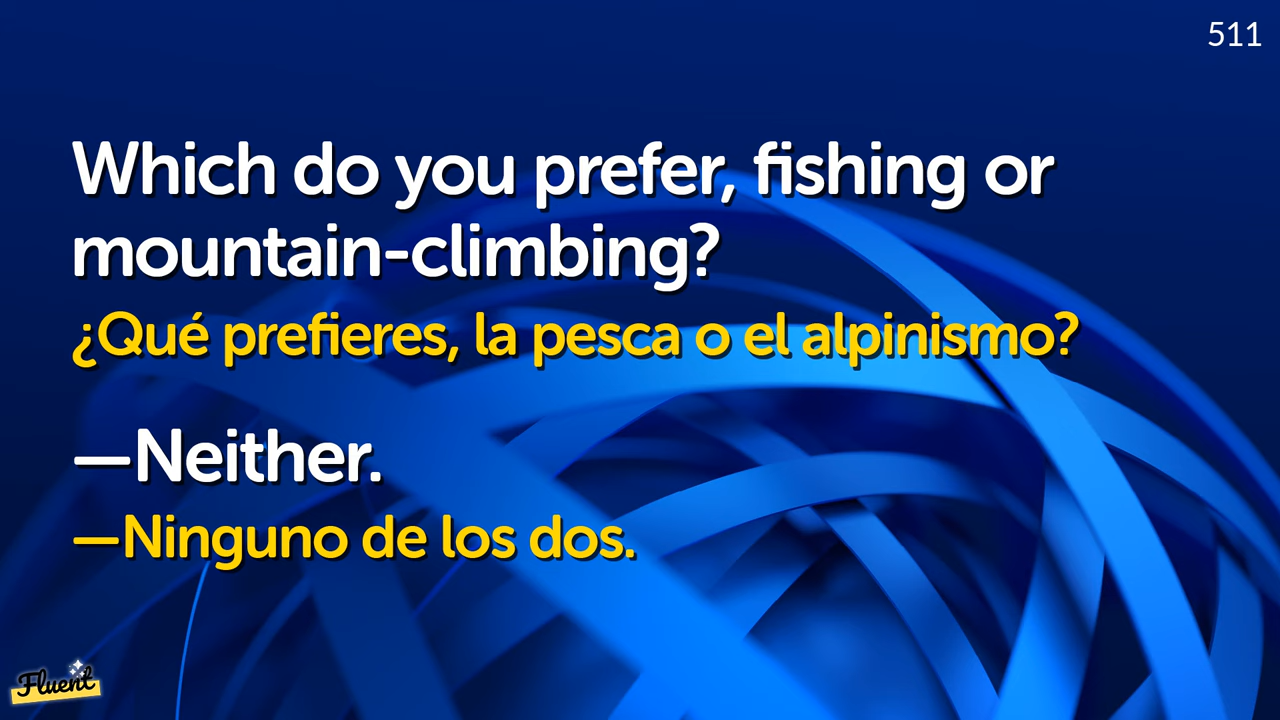 511
Which do you prefer, fishing or
mountain-climbing?
¿Qué prefieres, la pesca o el alpinismo?
—Neither.
—Ninguno de los dos.
Fluent